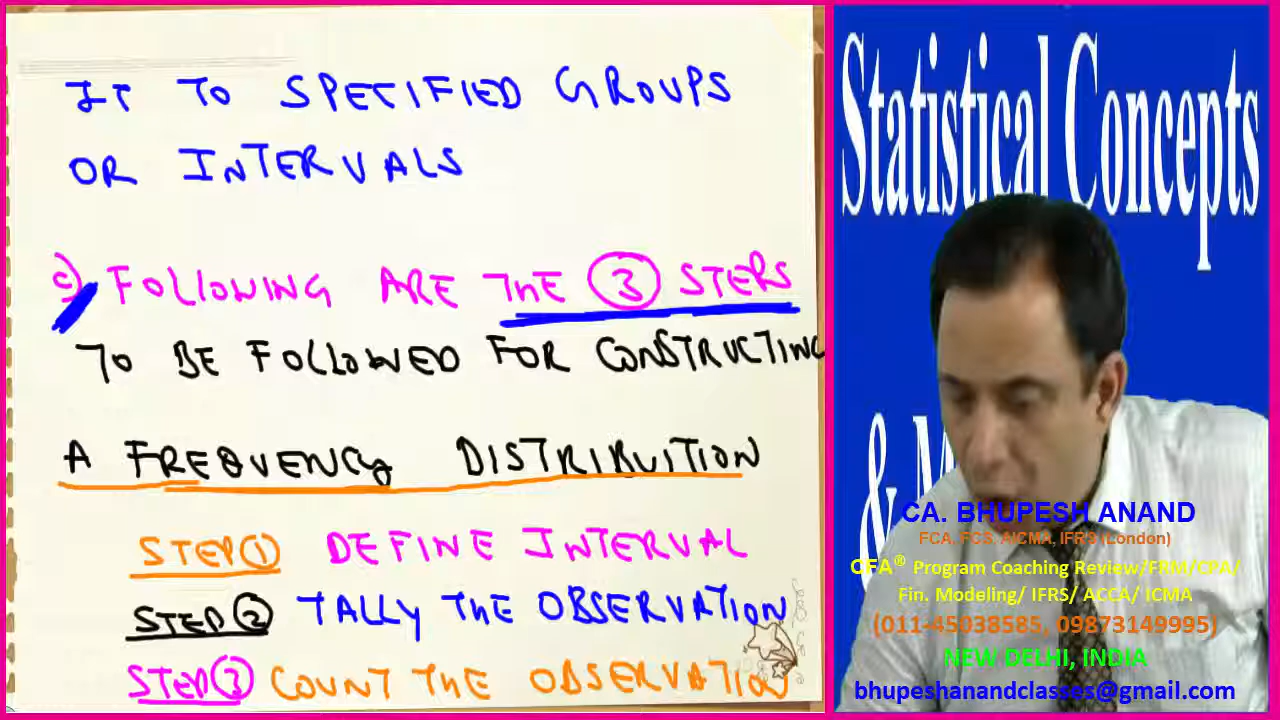 IT TO SPECIFIED GROUPS
OR INTERVALS
c) FOLLOWING ARE THE 3 STEPS
TO BE FOLLOWED FOR CONSTRUCTING
A FREQUENCY DISTRIBUITION
STEP 1 DEFINE INTERVAL
STEP 2 TALLY THE OBSERVATION
STEP 3 COUNT THE OBSERVATION
Statistical Concepts
& M
CA. BHUPESH ANAND
FCA, FCS, AICMA, IFRS (London)
CFA® Program Coaching Review/FRM/CPA/
Fin. Modeling/ IFRS/ ACCA/ ICMA
(011-45038585, 09873149995)
NEW DELHI, INDIA
bhupeshanandclasses@gmail.com